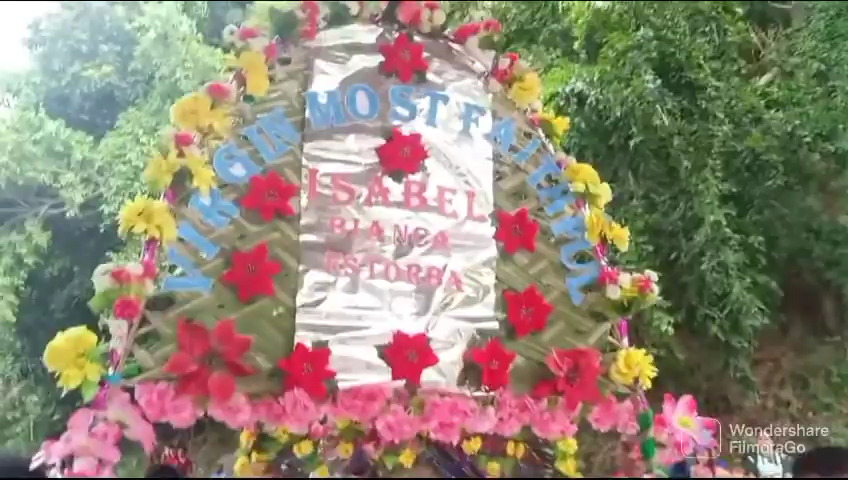 VIRGIN MOST FAITHFUL
ISABEL
BIANCA
ESTORBA
Wondershare
FilmoraGo